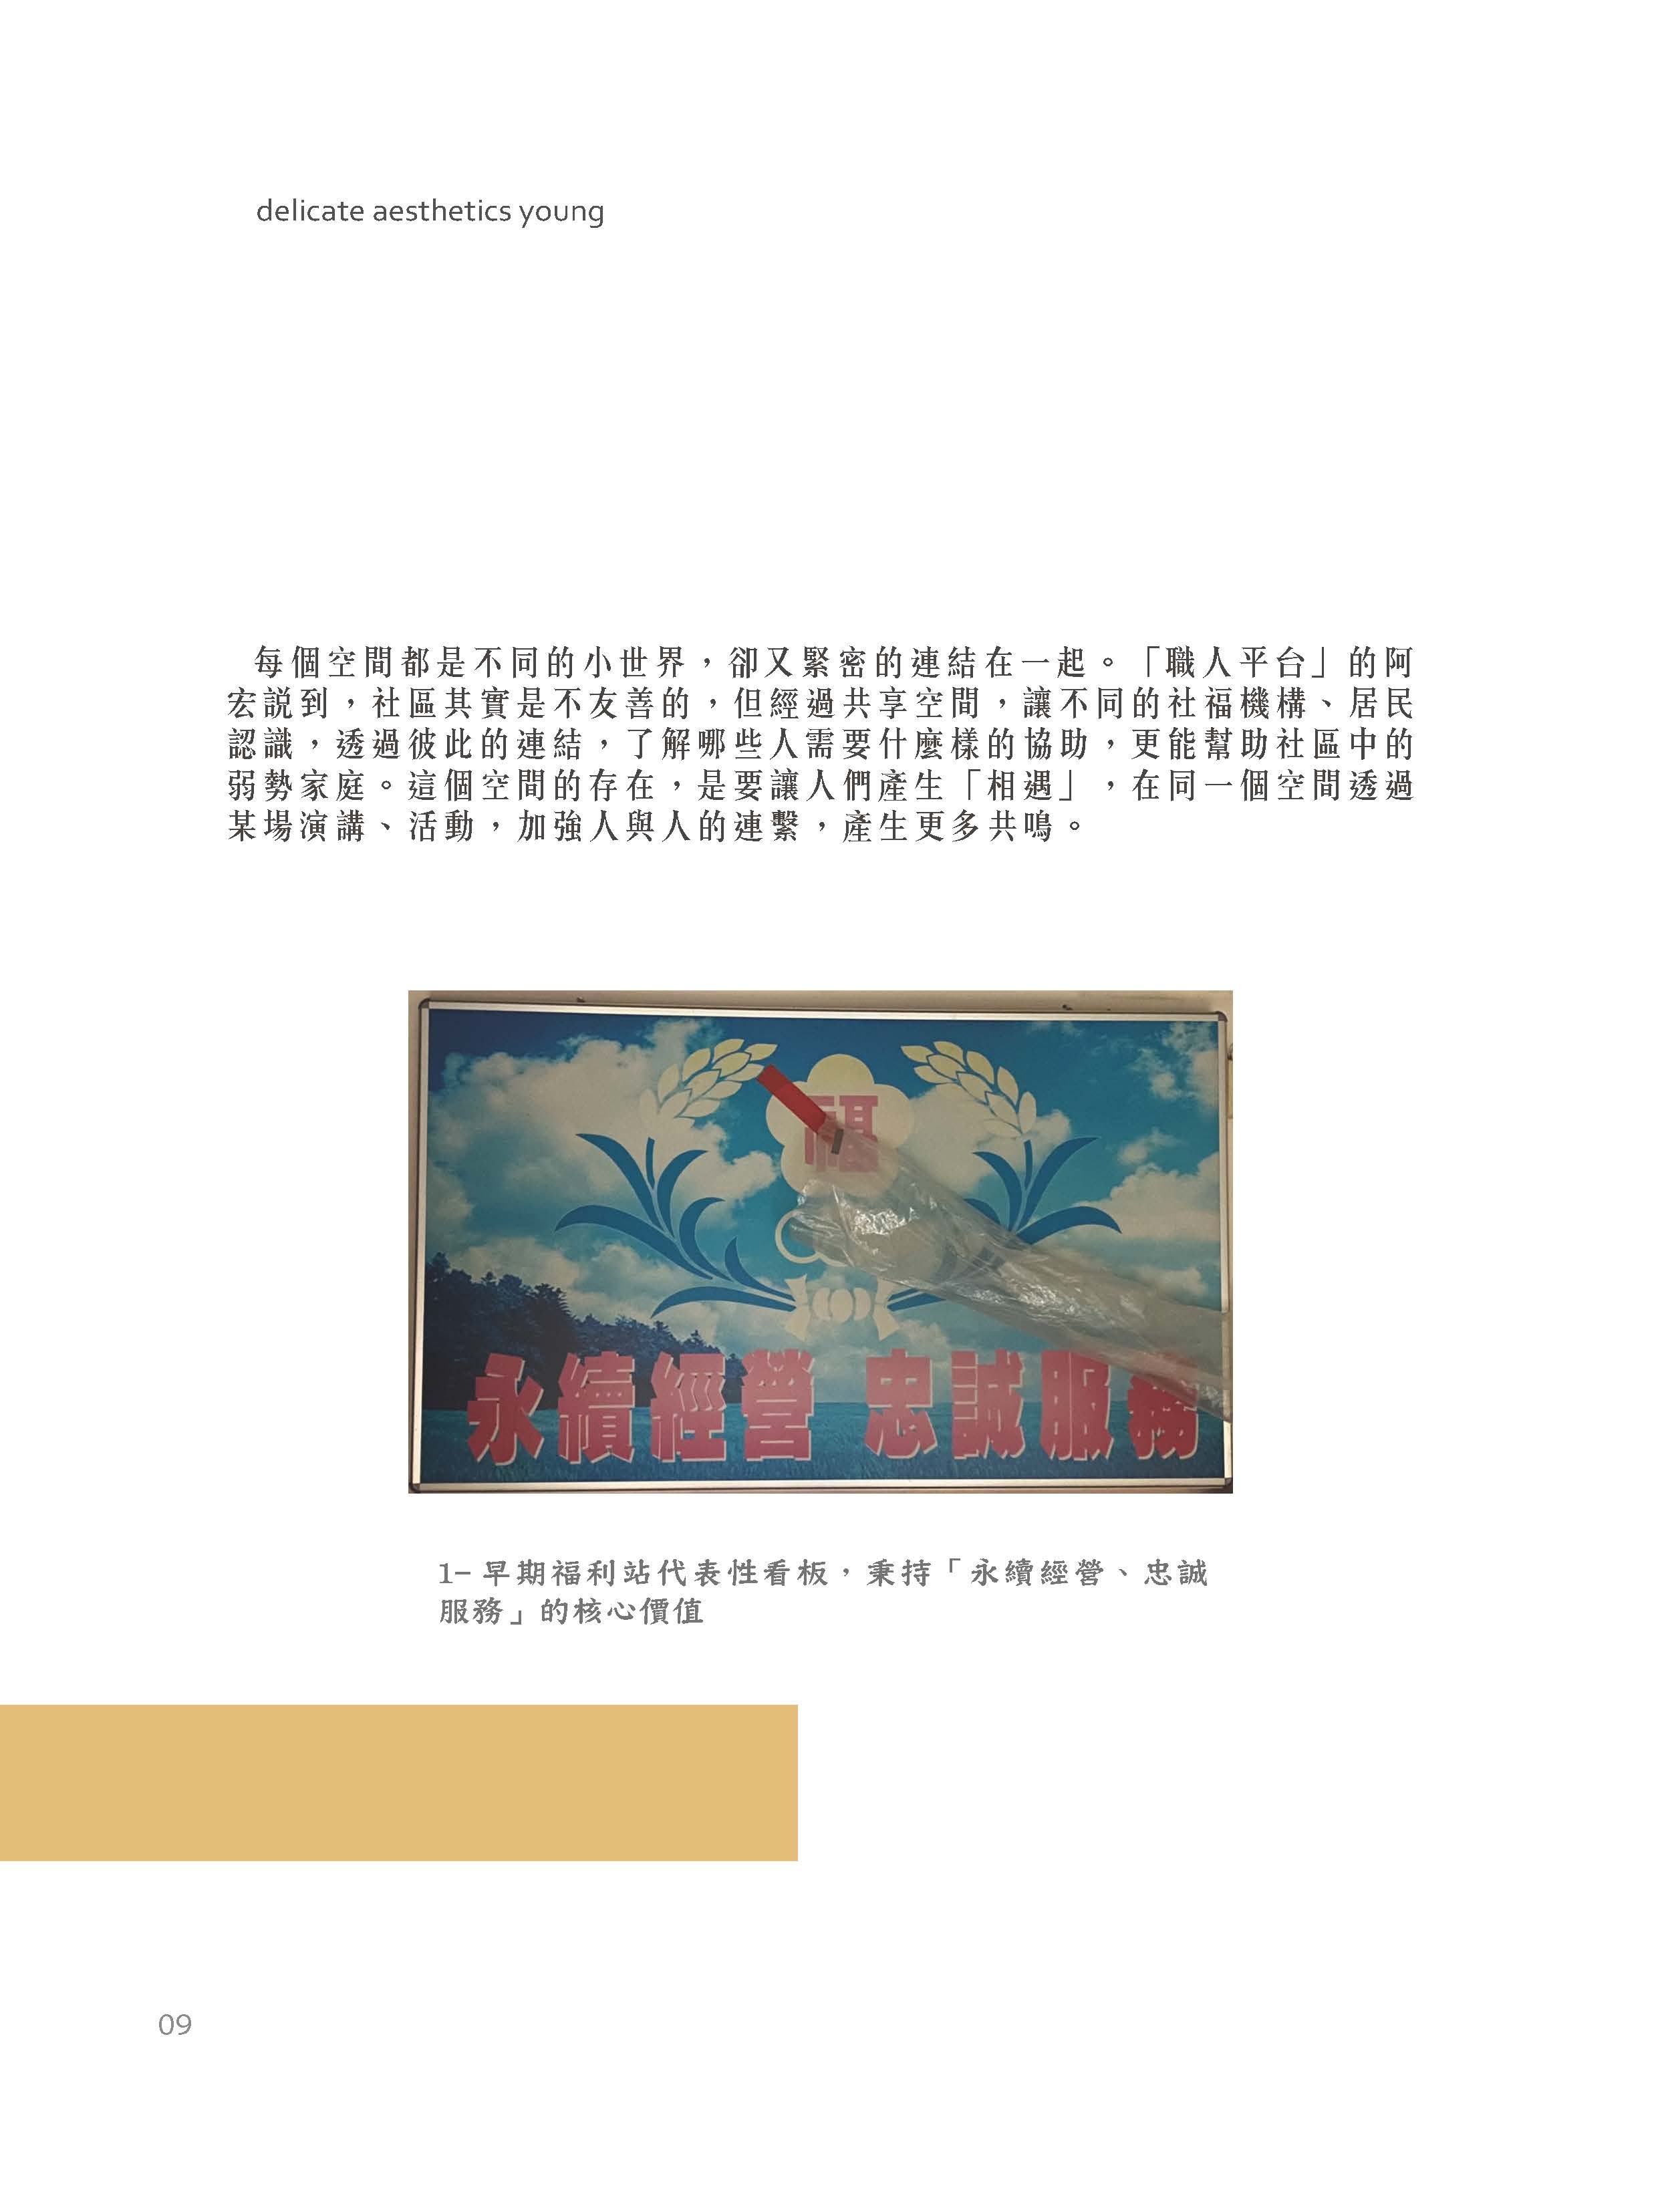 delicate aesthetics young
每個空間都是不同的小世界，卻又緊密的連結在一起。「職人平台」的阿
宏說到，社區其實是不友善的，但經過共享空間，讓不同的社福機構、居民
認識，透過彼此的連結，了解哪些人需要什麼樣的協助，更能幫助社區中的
弱勢家庭。這個空間的存在，是要讓人們產生「相遇」，在同一個空間透過
某場演講、活動，加強人與人的連繫，產生更多共鳴。
福
永續經營 忠誠服務
1- 早期福利站代表性看板，秉持「永續經營、忠誠
服務」的核心價值
09